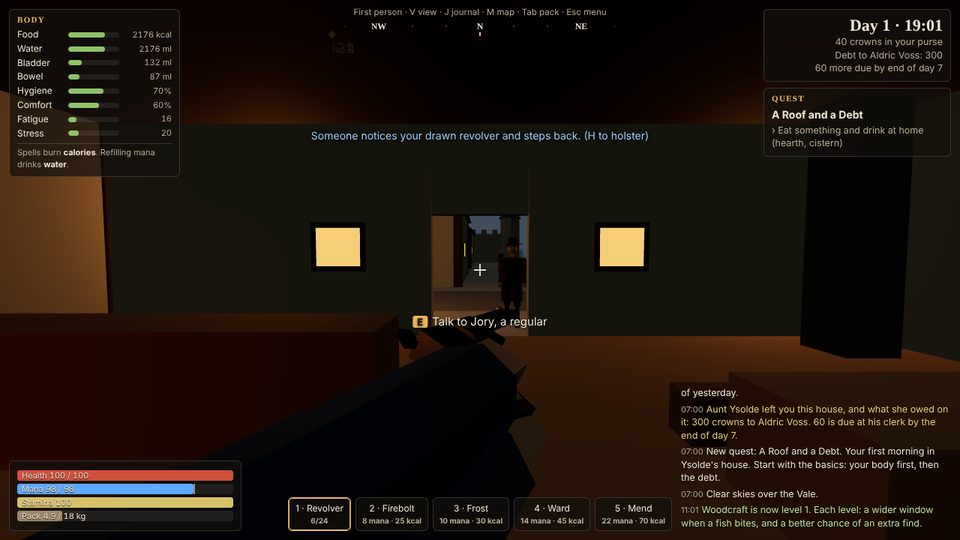 First person · V view · J journal · M map · Tab pack · Esc menu
NW
N
NE
BODY
Food 2176 kcal
Water 2176 ml
Bladder 132 ml
Bowel 87 ml
Hygiene 70%
Comfort 60%
Fatigue 16
Stress 20
Spells burn calories. Refilling mana
drinks water.
Day 1 · 19:01
40 crowns in your purse
Debt to Aldric Voss: 300
60 more due by end of day 7
QUEST
A Roof and a Debt
› Eat something and drink at home
(hearth, cistern)
Someone notices your drawn revolver and steps back. (H to holster)
E Talk to Jory, a regular
of yesterday.
07:00 Aunt Ysolde left you this house, and what she owed on
it: 300 crowns to Aldric Voss. 60 is due at his clerk by the
end of day 7.
07:00 New quest: A Roof and a Debt. Your first morning in
Ysolde's house. Start with the basics: your body first, then
the debt.
07:00 Clear skies over the Vale.
11:01 Woodcraft is now level 1. Each level: a wider window
when a fish bites, and a better chance of an extra find.
Health 100 / 100
Mana 98 / 98
Stamina 100
Pack 4.9 / 18 kg
1 · Revolver
6/24
2 · Firebolt
8 mana · 25 kcal
3 · Frost
10 mana · 30 kcal
4 · Ward
14 mana · 45 kcal
5 · Mend
22 mana · 70 kcal